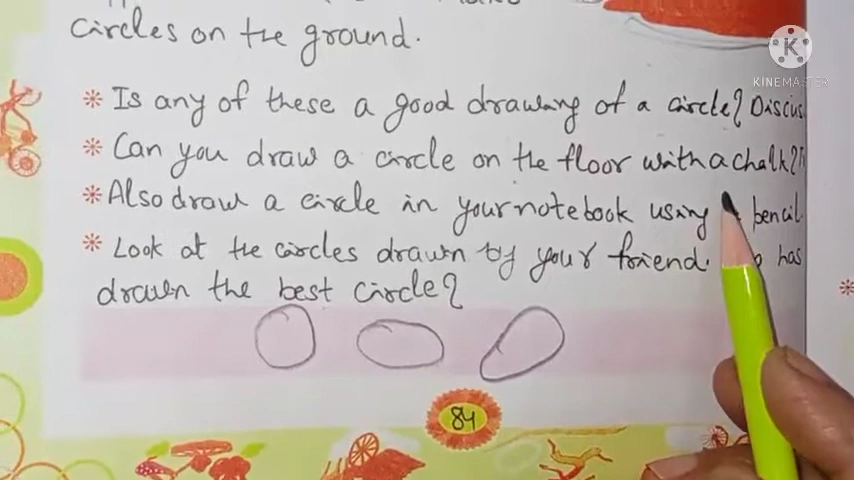 circles on the ground.
KINEMASTER
* Is any of these a good drawing of a circle? Discus
* Can you draw a circle on the floor with a chalk?
* Also draw a circle in your notebook using pencil
* Look at the circles drawn by your friend. has
drawn the best circle?
84